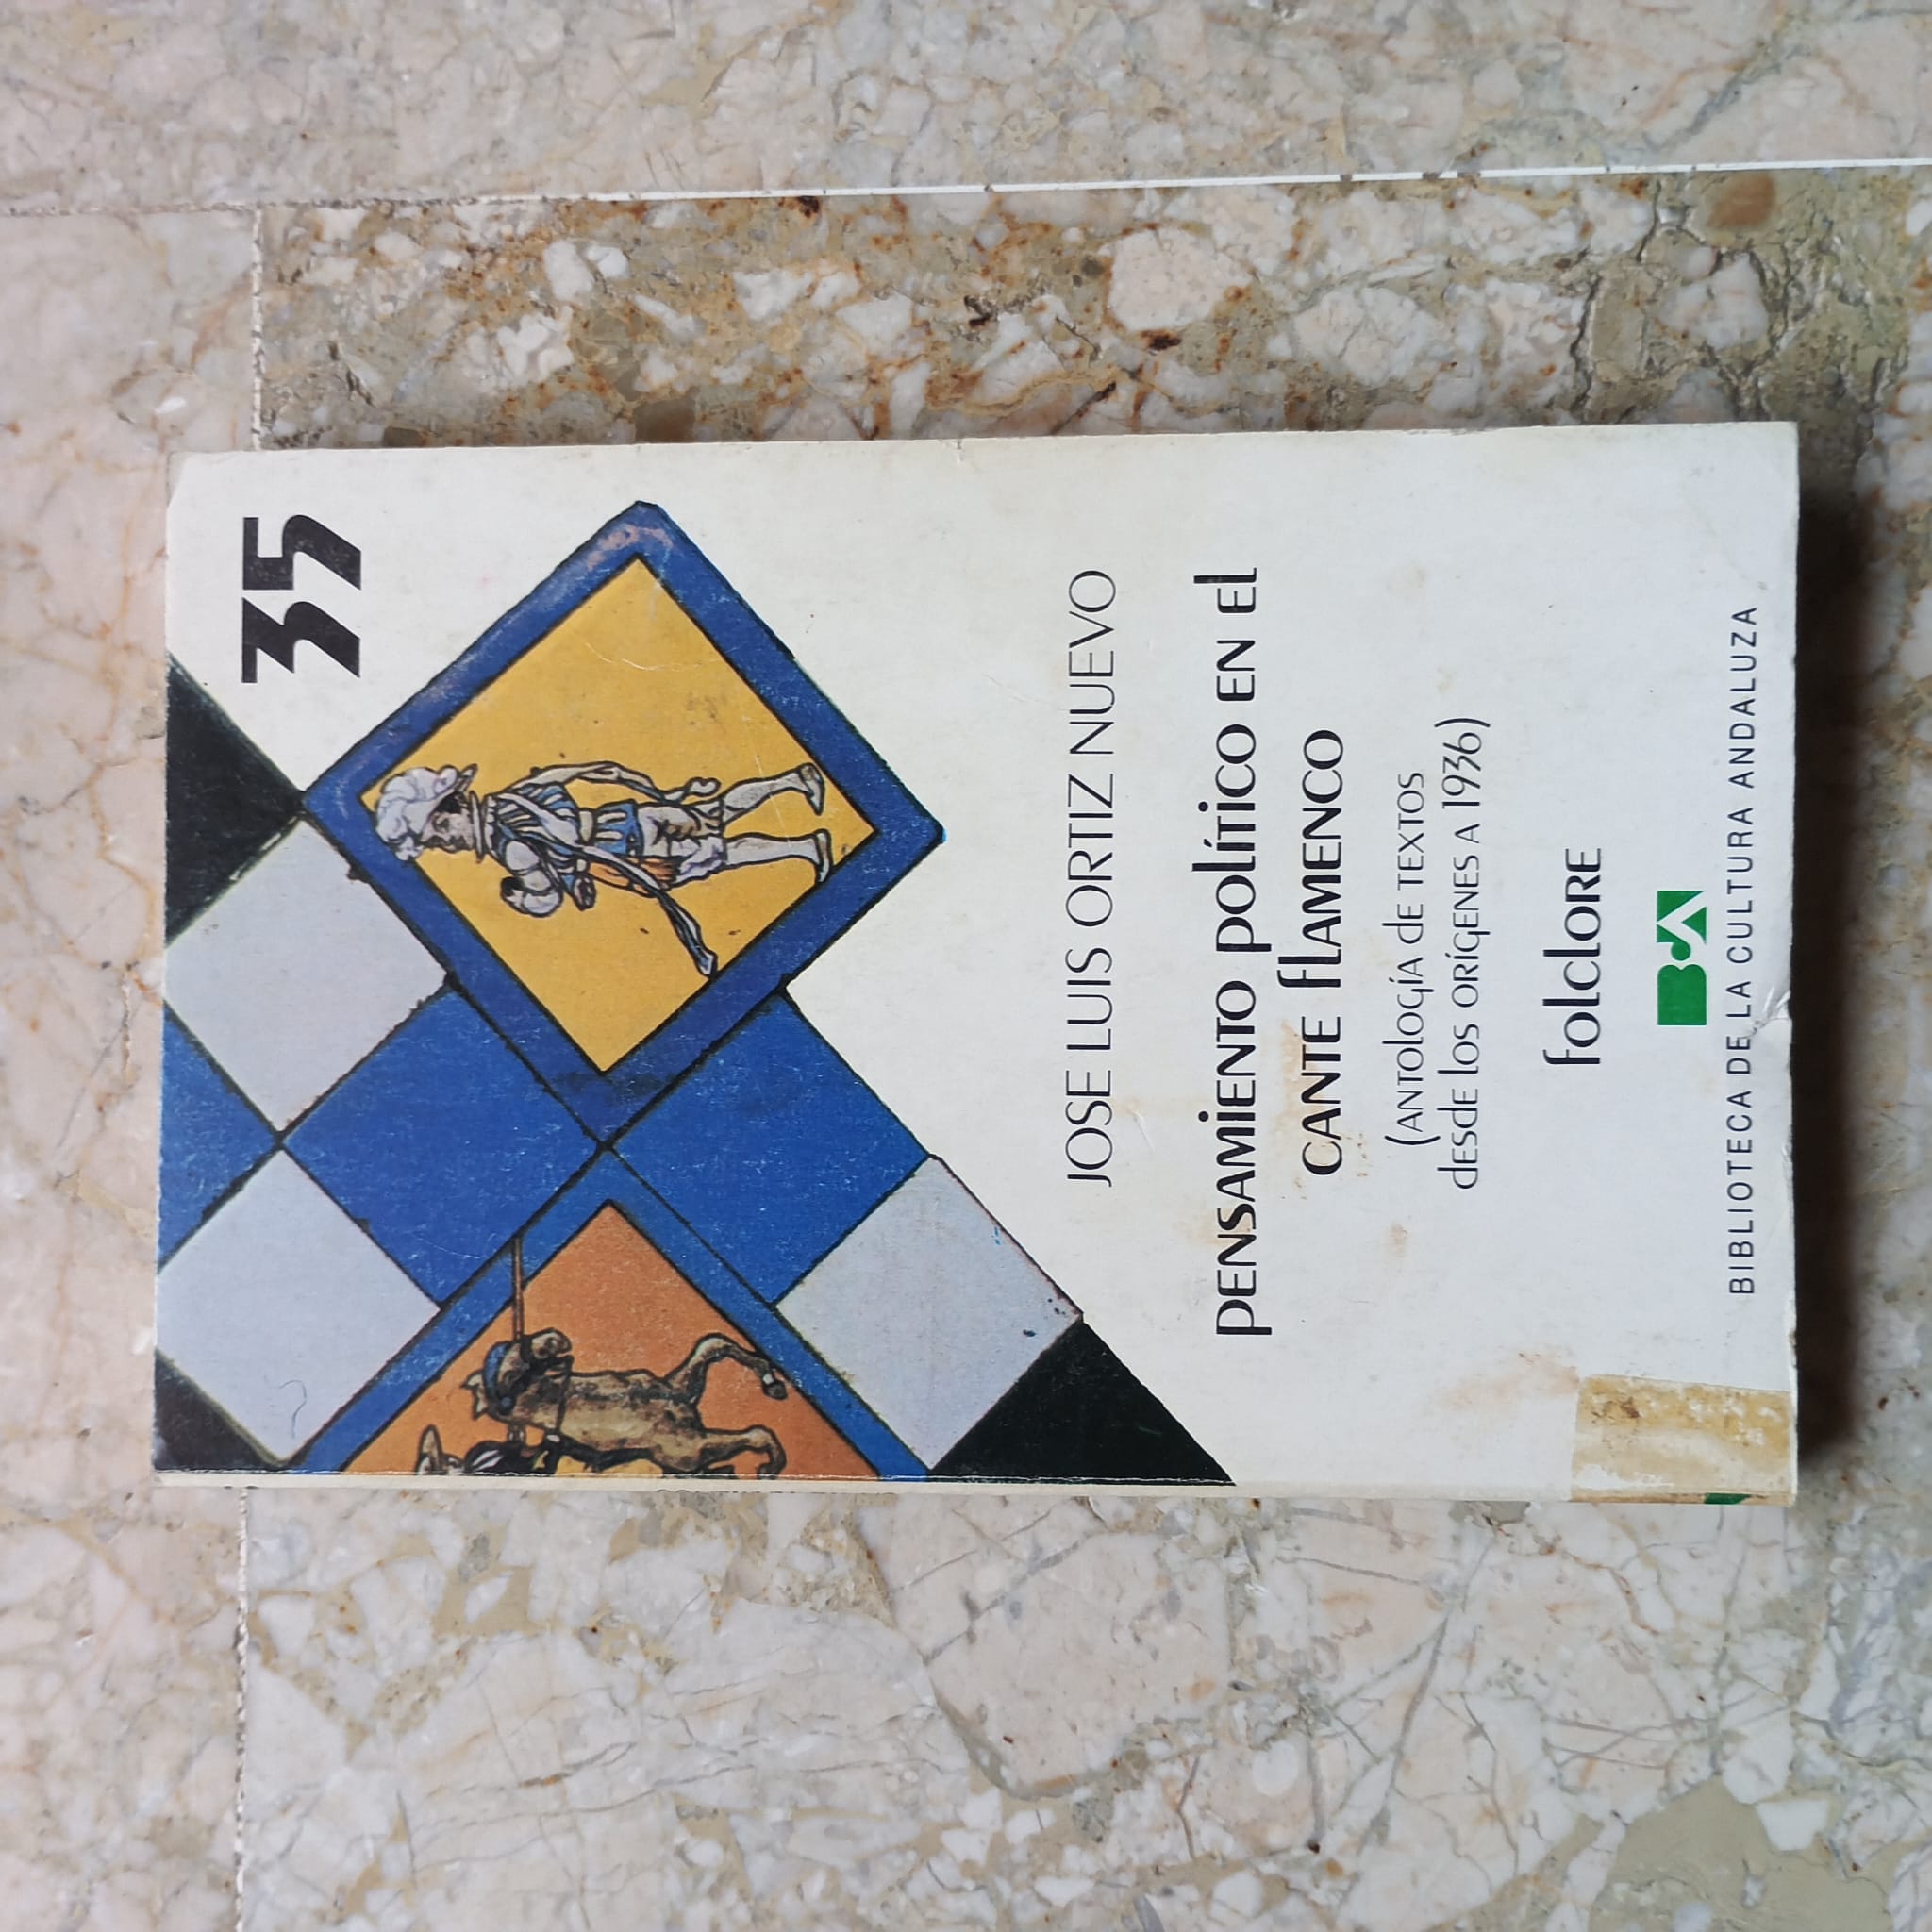 35
JOSE LUIS ORTIZ NUEVO
PENSAMIENTO POLÍTICO EN EL
CANTE FLAMENCO
(ANTOLOGÍA DE TEXTOS
DESDE LOS ORÍGENES A 1936)
FOLCLORE
B.A
BIBLIOTECA DE LA CULTURA ANDALUZA